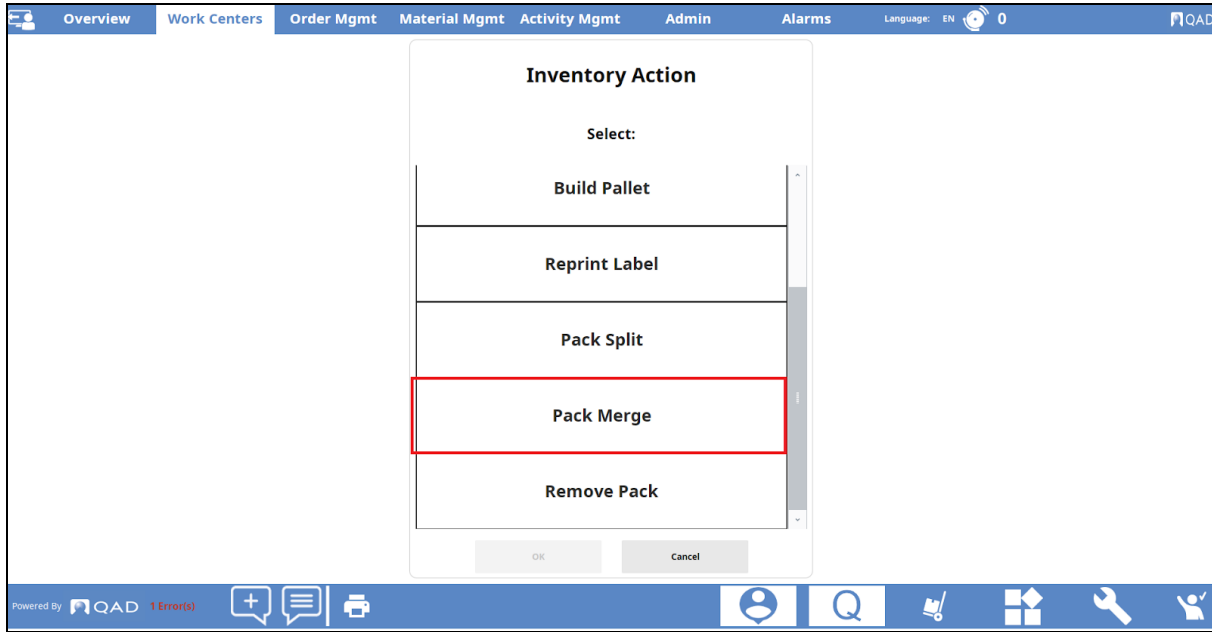 Overview Work Centers Order Mgmt Material Mgmt Activity Mgmt Admin Alarms Language: EN 0 QAD
Inventory Action
Select:
Build Pallet
Reprint Label
Pack Split
Pack Merge
Remove Pack
OK Cancel
Powered By QAD 1 Error(s) Q